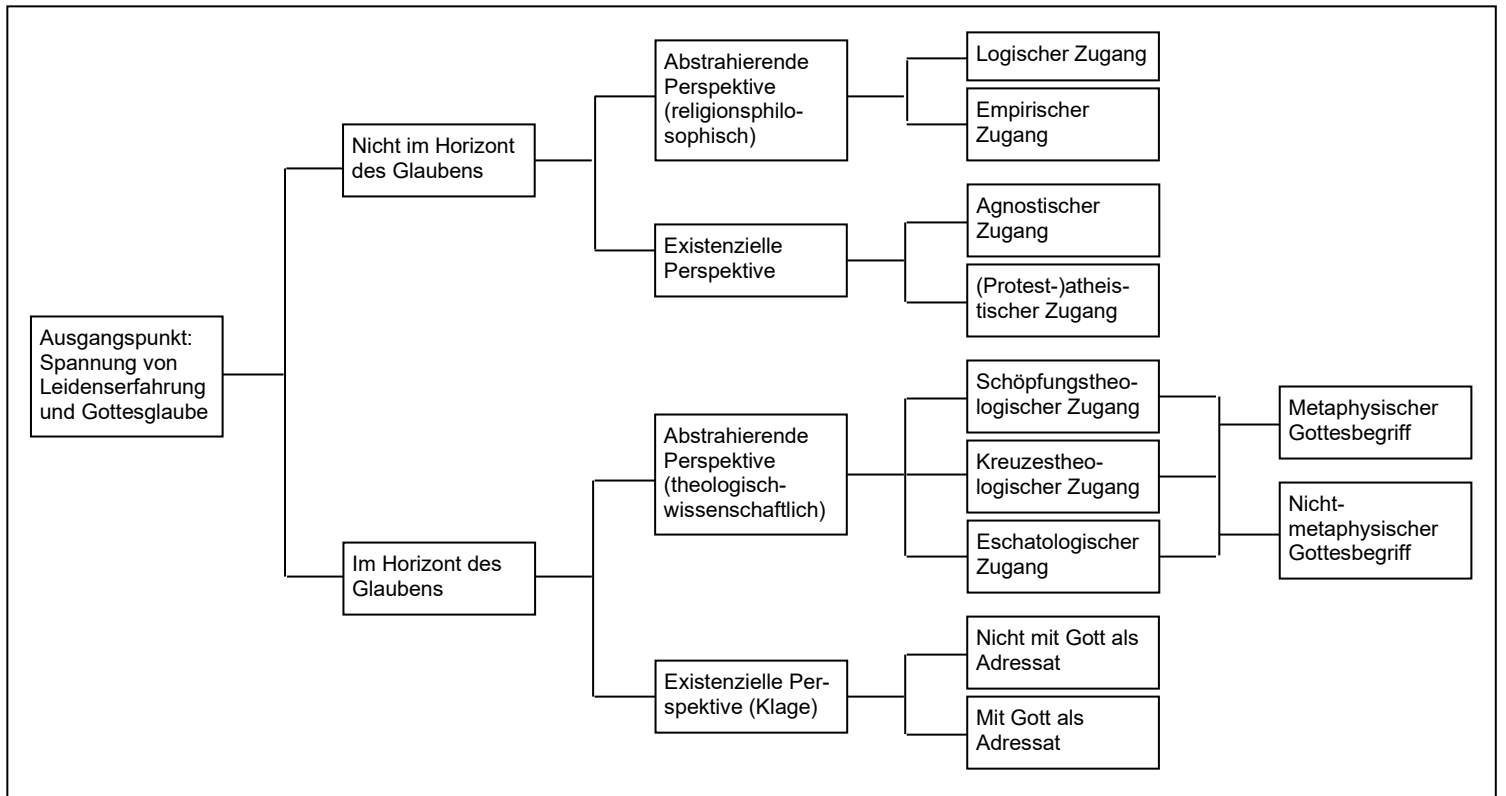 Ausgangspunkt:
Spannung von
Leidenserfahrung
und Gottesglaube
Nicht im Horizont
des Glaubens
Abstrahierende
Perspektive
(religionsphilo-
sophisch)
Logischer Zugang
Empirischer
Zugang
Existenzielle
Perspektive
Agnostischer
Zugang
(Protest-)atheis-
tischer Zugang
Im Horizont des
Glaubens
Abstrahierende
Perspektive
(theologisch-
wissenschaftlich)
Schöpfungstheo-
logischer Zugang
Kreuzestheo-
logischer Zugang
Eschatologischer
Zugang
Metaphysischer
Gottesbegriff
Nicht-
metaphysischer
Gottesbegriff
Existenzielle Per-
spektive (Klage)
Nicht mit Gott als
Adressat
Mit Gott als
Adressat